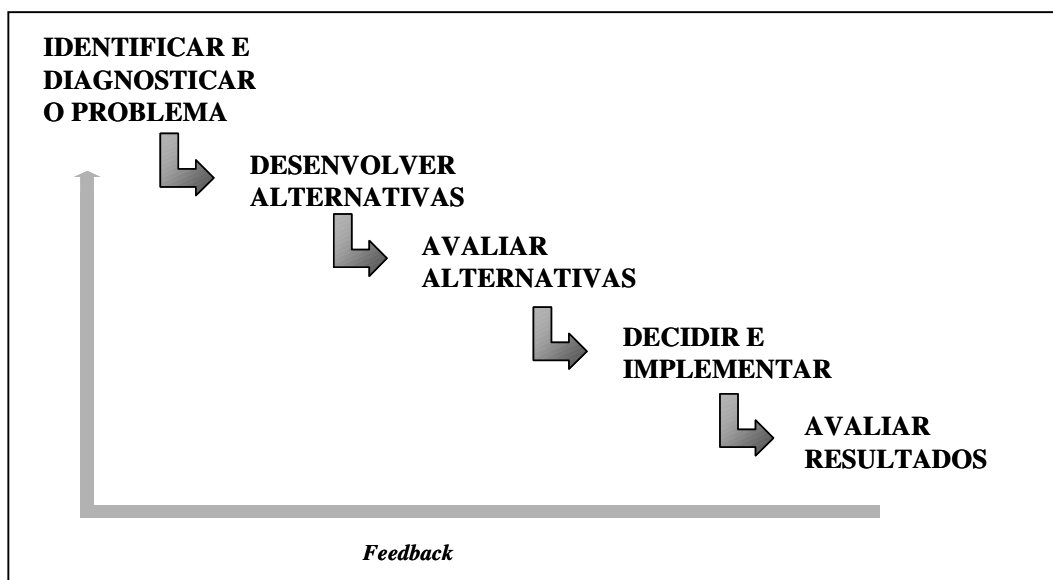 IDENTIFICAR E
DIAGNOSTICAR
O PROBLEMA
DESENVOLVER
ALTERNATIVAS
AVALIAR
ALTERNATIVAS
DECIDIR E
IMPLEMENTAR
AVALIAR
RESULTADOS
Feedback